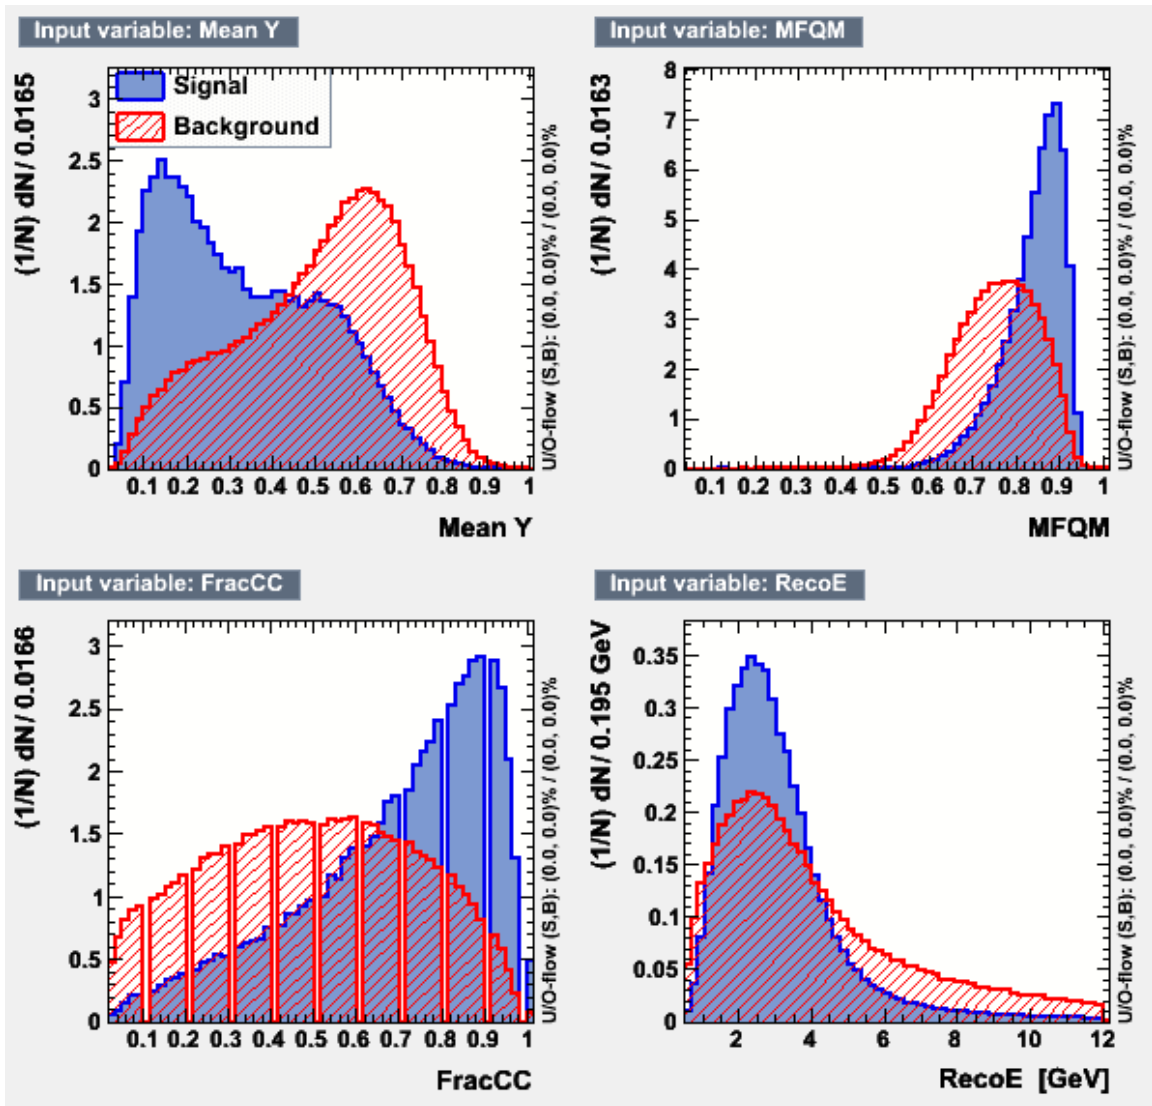 Input variable: Mean Y
(1/N) dN / 0.0165
3
2.5
2
1.5
1
0.5
0
Signal
Background
0.1 0.2 0.3 0.4 0.5 0.6 0.7 0.8 0.9 1
Mean Y
U/O-flow (S,B): (0.0, 0.0)% / (0.0, 0.0)%
Input variable: MFQM
(1/N) dN / 0.0163
8
7
6
5
4
3
2
1
0
0.1 0.2 0.3 0.4 0.5 0.6 0.7 0.8 0.9 1
MFQM
U/O-flow (S,B): (0.0, 0.0)% / (0.0, 0.0)%
Input variable: FracCC
(1/N) dN / 0.0166
3
2.5
2
1.5
1
0.5
0
0.1 0.2 0.3 0.4 0.5 0.6 0.7 0.8 0.9 1
FracCC
U/O-flow (S,B): (0.0, 0.0)% / (0.0, 0.0)%
Input variable: RecoE
(1/N) dN / 0.195 GeV
0.35
0.3
0.25
0.2
0.15
0.1
0.05
0
2 4 6 8 10 12
RecoE [GeV]
U/O-flow (S,B): (0.0, 0.0)% / (0.0, 0.0)%